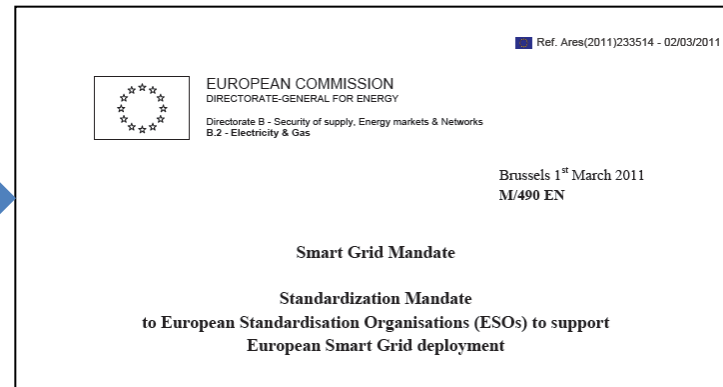 Ref. Ares(2011)233514 - 02/03/2011
EUROPEAN COMMISSION
DIRECTORATE-GENERAL FOR ENERGY
Directorate B - Security of supply, Energy markets & Networks
B.2 - Electricity & Gas
Brussels 1st March 2011
M/490 EN
Smart Grid Mandate
Standardization Mandate
to European Standardisation Organisations (ESOs) to support
European Smart Grid deployment